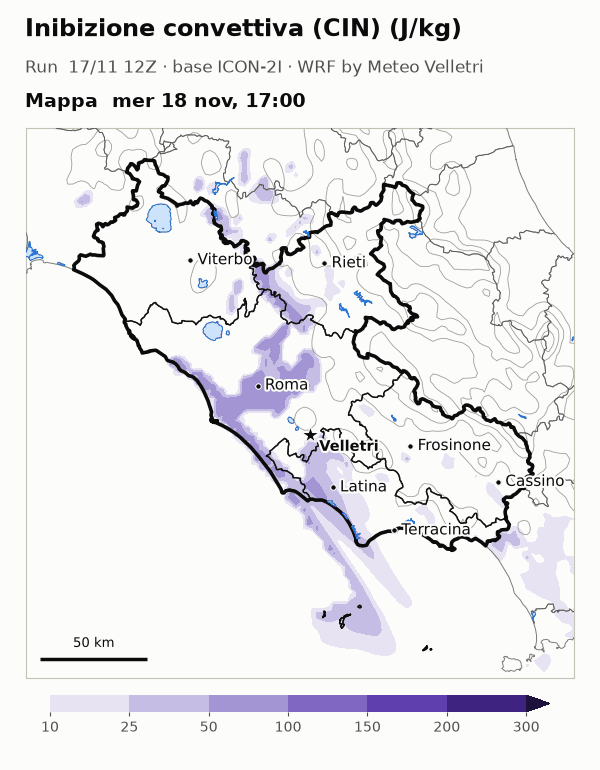 Inibizione convettiva (CIN) (J/kg)
Run 17/11 12Z · base ICON-2I · WRF by Meteo Velletri
Mappa mer 18 nov, 17:00
Viterbo
Rieti
Roma
Velletri
Frosinone
Latina
Cassino
Terracina
50 km
10 25 50 100 150 200 300